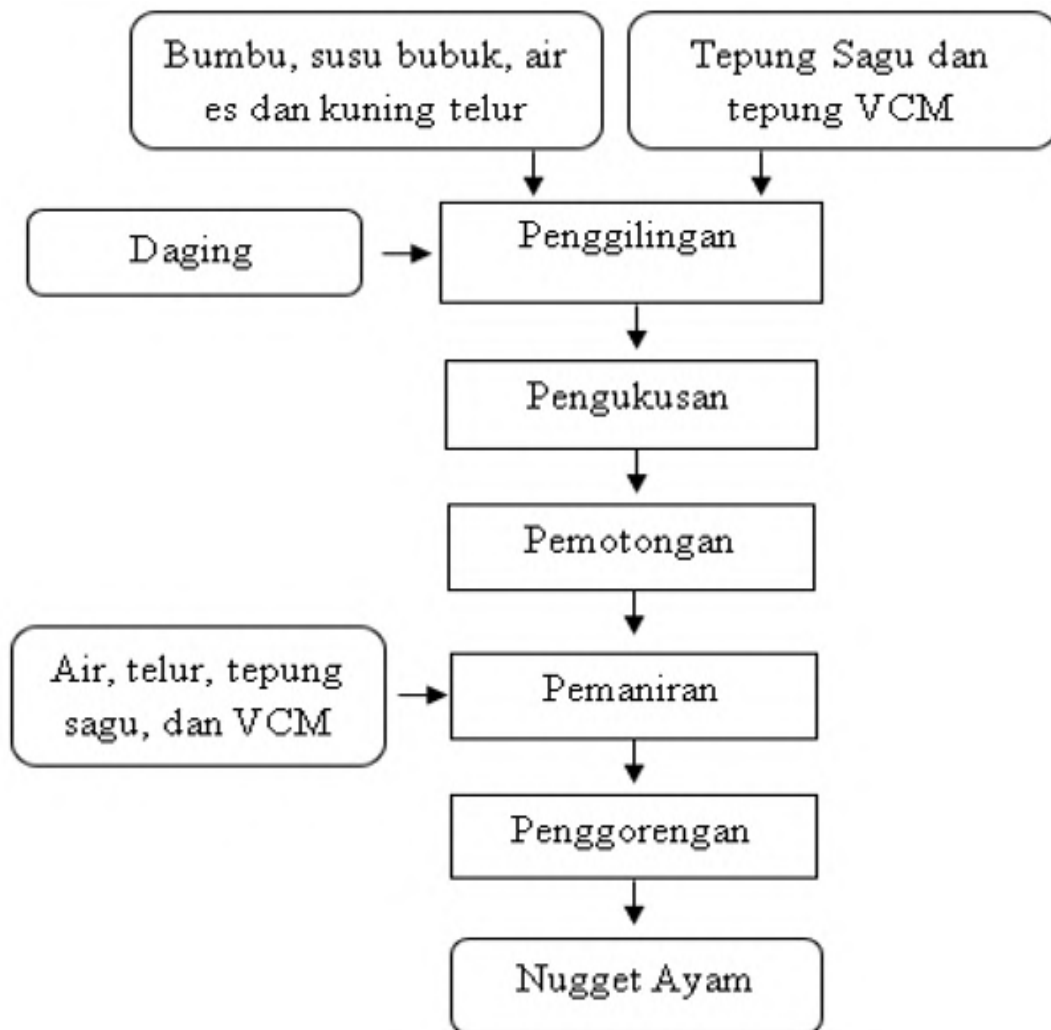 Bumbu, susu bubuk, air
es dan kuning telur
Tepung Sagu dan
tepung VCM
Daging
Penggilingan
Pengukusan
Pemotongan
Air, telur, tepung
sagu, dan VCM
Pemaniran
Penggorengan
Nugget Ayam